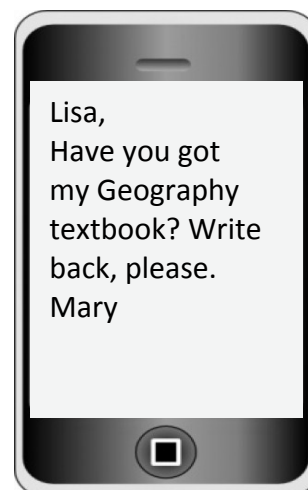 Lisa,
Have you got
my Geography
textbook? Write
back, please.
Mary